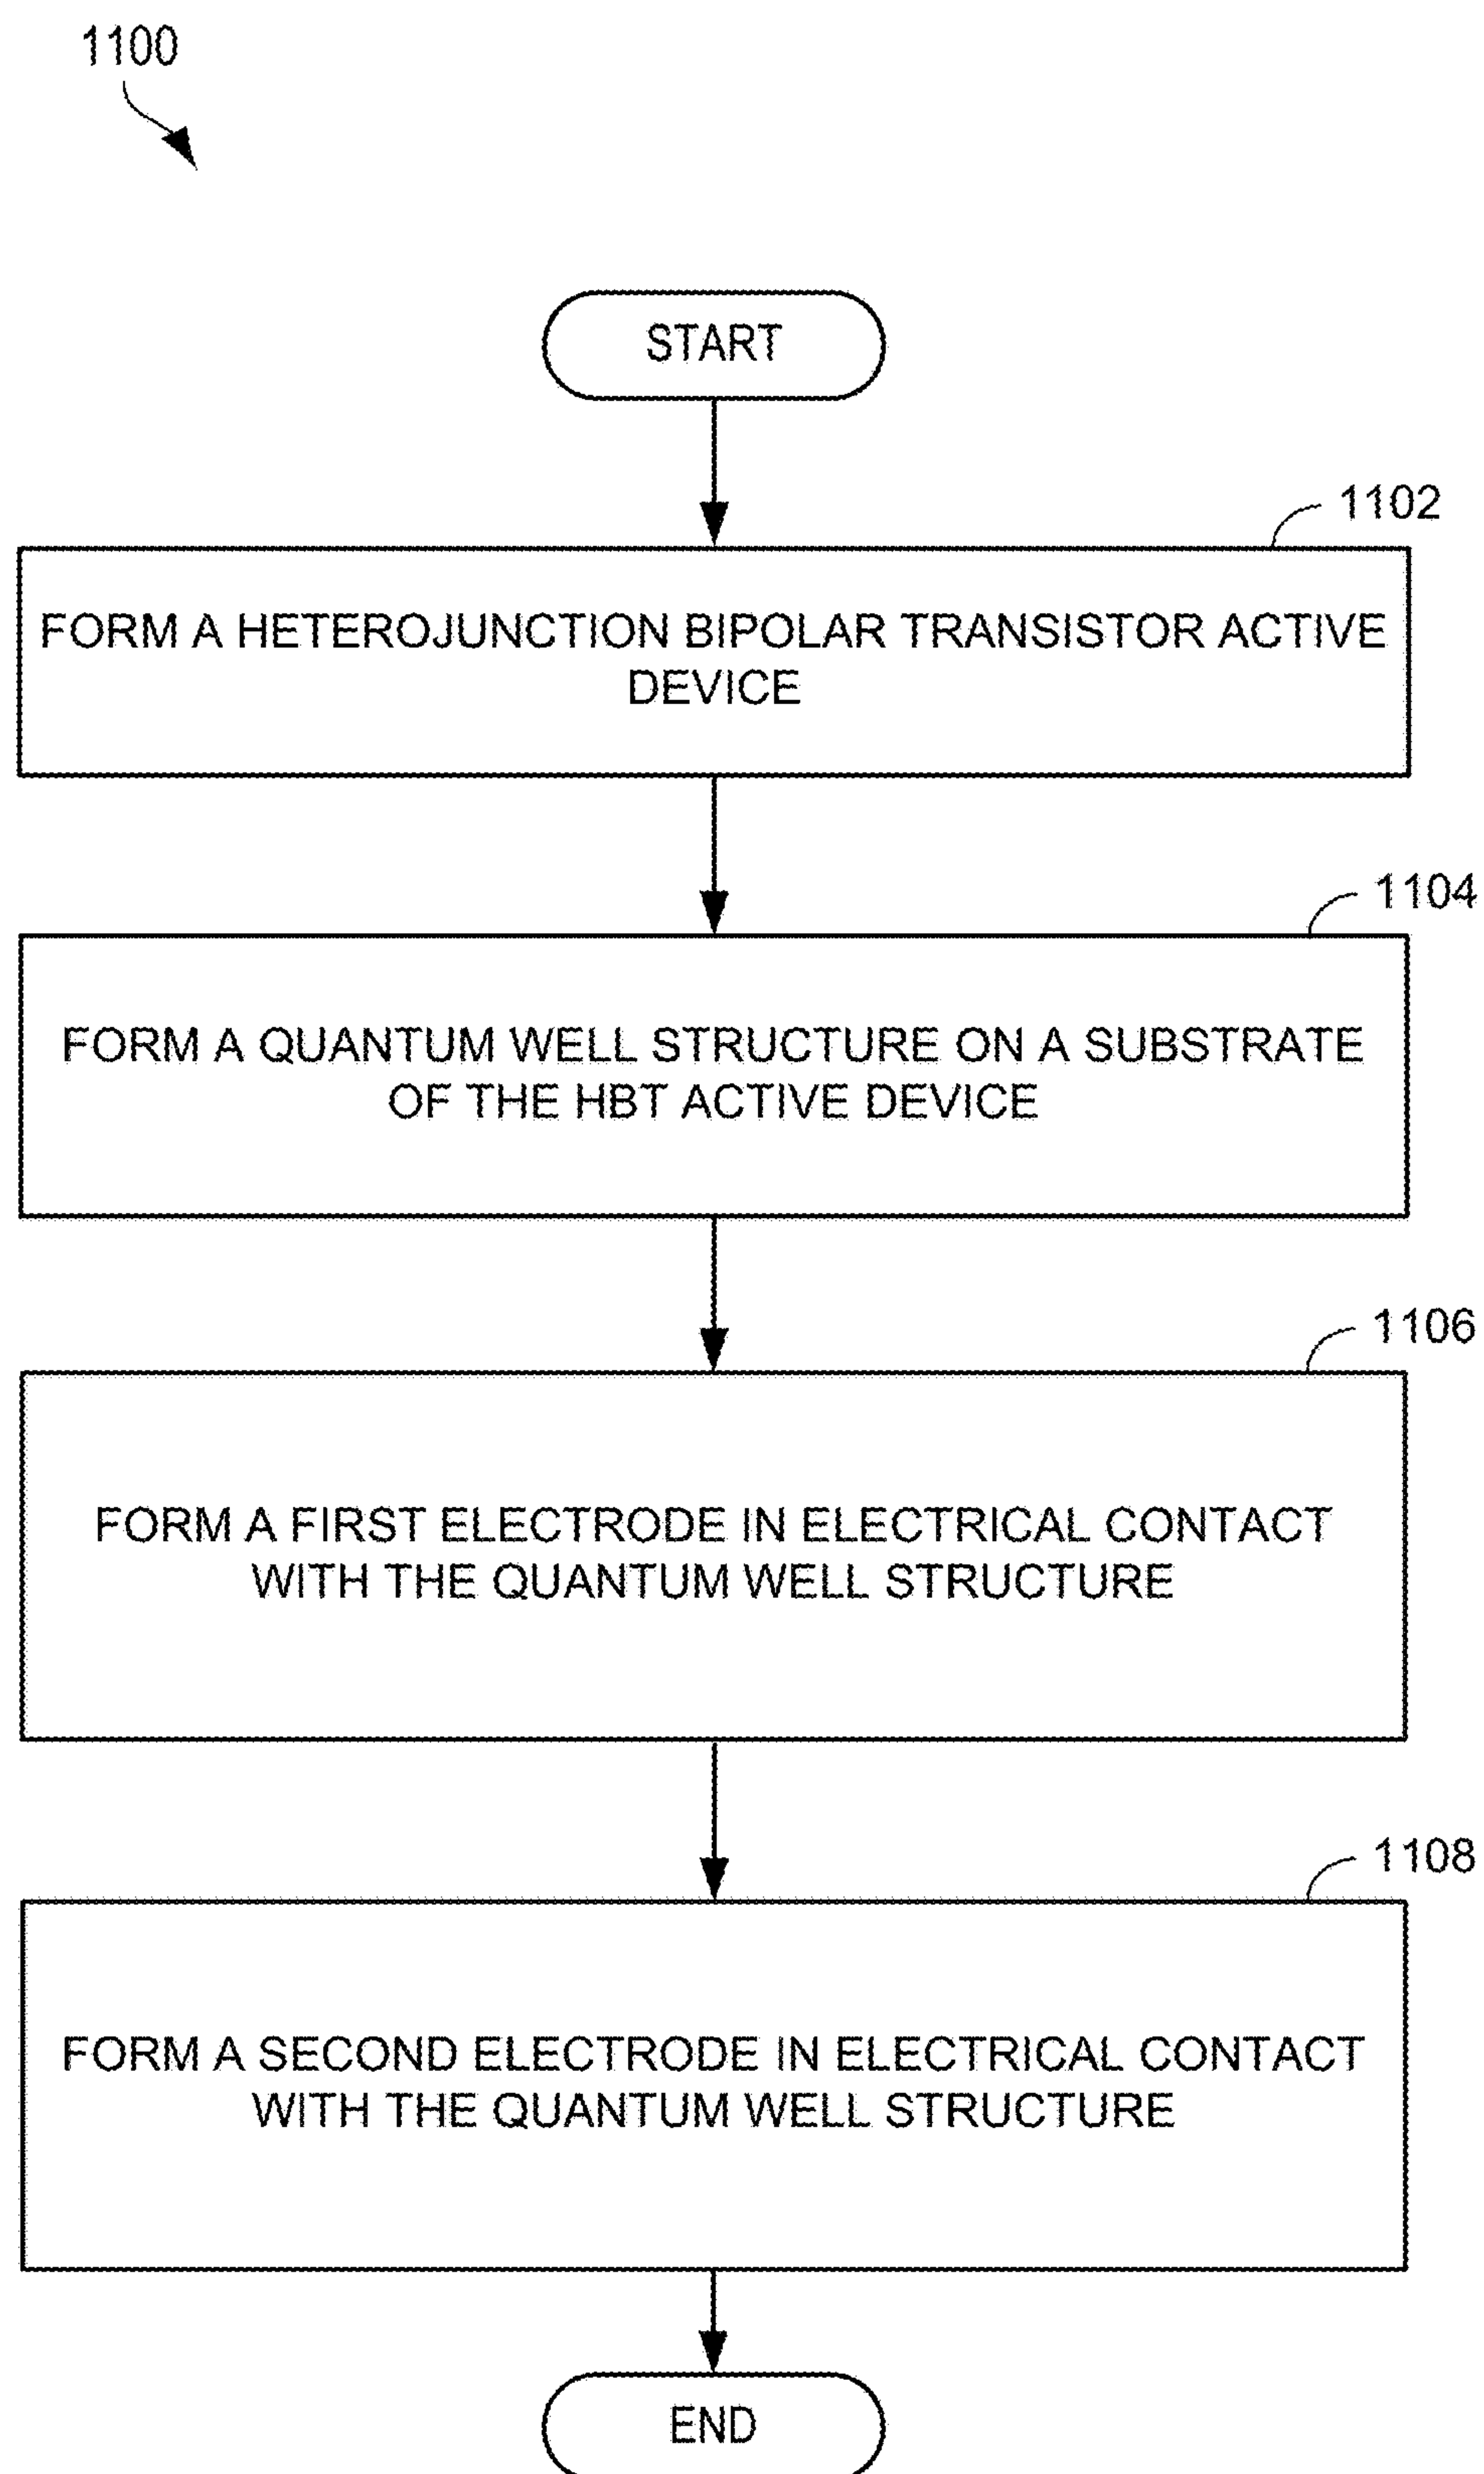 1100
START
1102
FORM A HETEROJUNCTION BIPOLAR TRANSISTOR ACTIVE
DEVICE
1104
FORM A QUANTUM WELL STRUCTURE ON A SUBSTRATE
OF THE HBT ACTIVE DEVICE
1106
FORM A FIRST ELECTRODE IN ELECTRICAL CONTACT
WITH THE QUANTUM WELL STRUCTURE
1108
FORM A SECOND ELECTRODE IN ELECTRICAL CONTACT
WITH THE QUANTUM WELL STRUCTURE
END